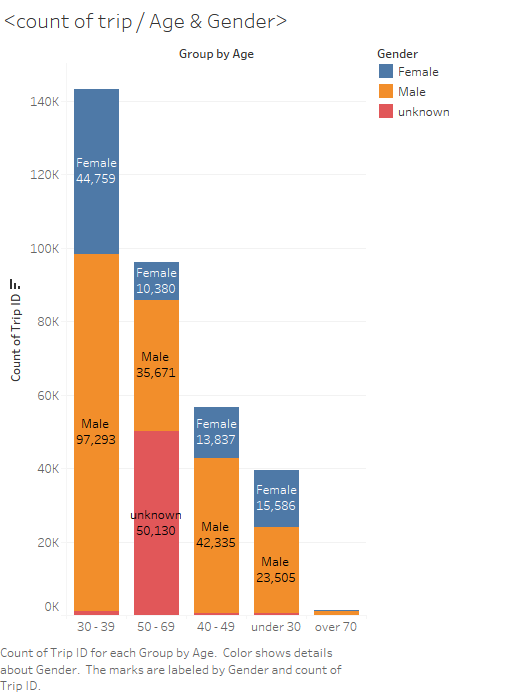 <count of trip / Age & Gender>
Group by Age
Gender
Female
Male
unknown
Count of Trip ID
140K
120K
100K
80K
60K
40K
20K
0K
Female
44,759
Male
97,293
Female
10,380
Male
35,671
unknown
50,130
Female
13,837
Male
42,335
Female
15,586
Male
23,505
30 - 39
50 - 69
40 - 49
under 30
over 70
Count of Trip ID for each Group by Age.  Color shows details
about Gender.  The marks are labeled by Gender and count of
Trip ID.